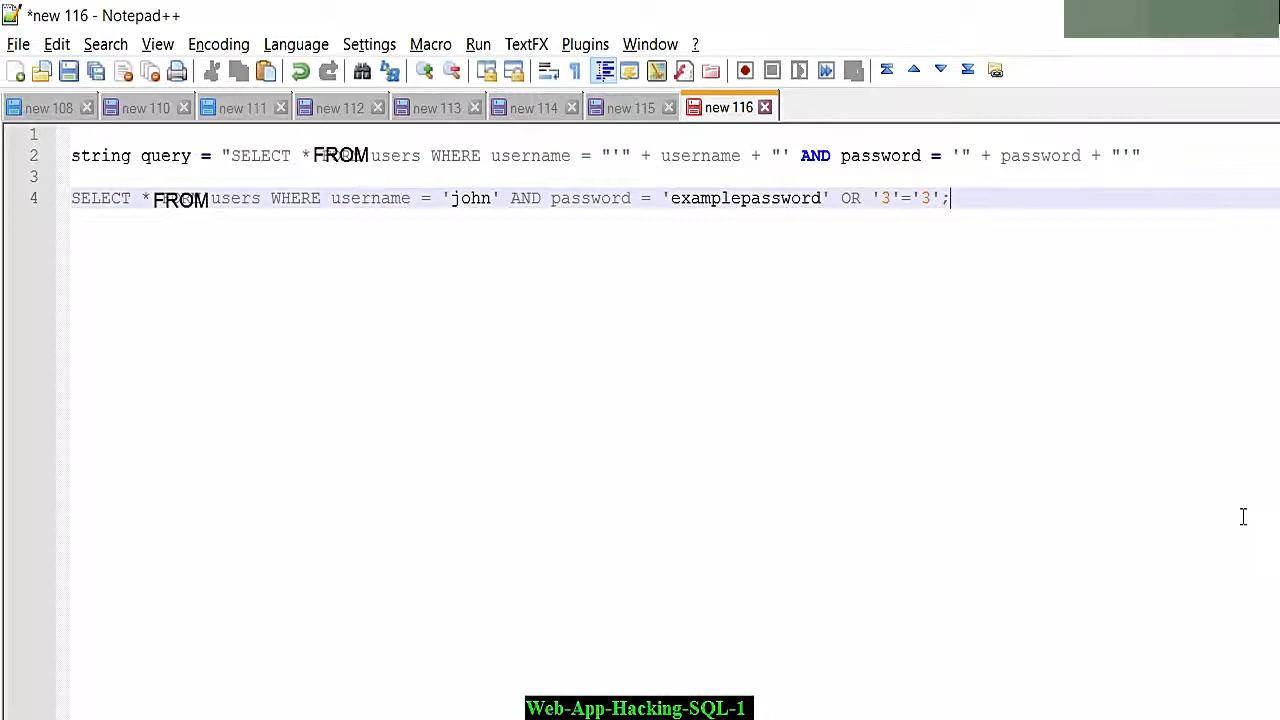 *new 116 - Notepad++
File Edit Search View Encoding Language Settings Macro Run TextFX Plugins Window ?
new 108 new 110 new 111 new 112 new 113 new 114 new 115 new 116
1
2 string query = "SELECT * FROM users WHERE username = "'" + username + "' AND password = '" + password + "'"
3
4 SELECT * FROM users WHERE username = 'john' AND password = 'examplepassword' OR '3'='3';
Web-App-Hacking-SQL-1